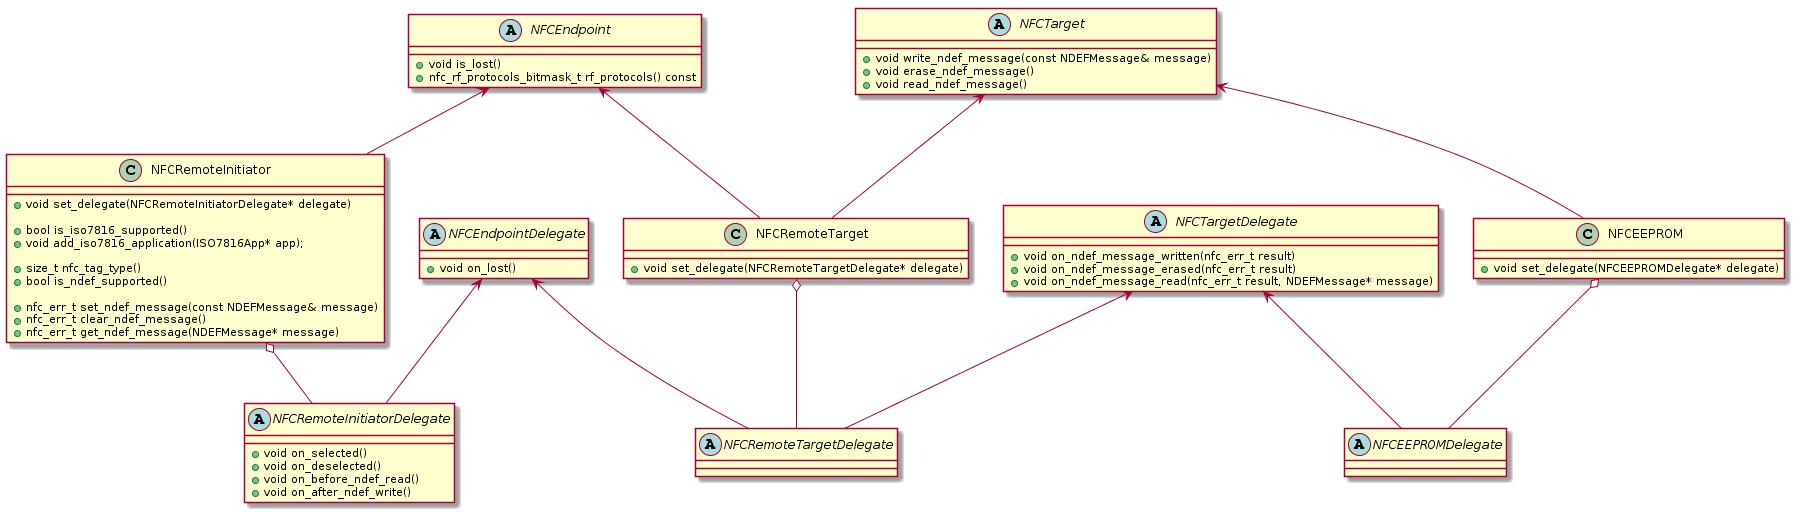 A NFCEndpoint
void is_lost()
nfc_rf_protocols_bitmask_t rf_protocols() const
A NFCTarget
void write_ndef_message(const NDEFMessage& message)
void erase_ndef_message()
void read_ndef_message()
C NFCRemoteInitiator
void set_delegate(NFCRemoteInitiatorDelegate* delegate)
bool is_iso7816_supported()
void add_iso7816_application(ISO7816App* app);
size_t nfc_tag_type()
bool is_ndef_supported()
nfc_err_t set_ndef_message(const NDEFMessage& message)
nfc_err_t clear_ndef_message()
nfc_err_t get_ndef_message(NDEFMessage* message)
A NFCEndpointDelegate
void on_lost()
C NFCRemoteTarget
void set_delegate(NFCRemoteTargetDelegate* delegate)
A NFCTargetDelegate
void on_ndef_message_written(nfc_err_t result)
void on_ndef_message_erased(nfc_err_t result)
void on_ndef_message_read(nfc_err_t result, NDEFMessage* message)
C NFCEEPROM
void set_delegate(NFCEEPROMDelegate* delegate)
A NFCRemoteInitiatorDelegate
void on_selected()
void on_deselected()
void on_before_ndef_read()
void on_after_ndef_write()
A NFCRemoteTargetDelegate
A NFCEEPROMDelegate